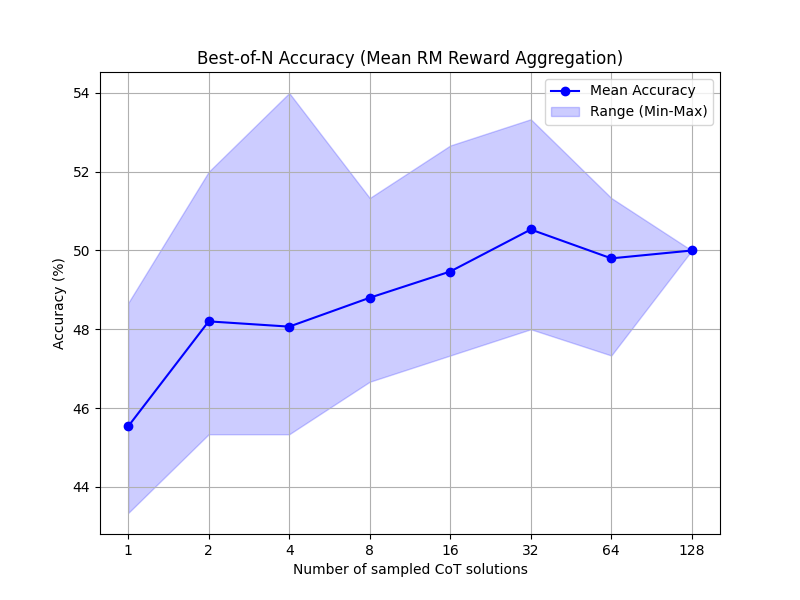 Best-of-N Accuracy (Mean RM Reward Aggregation)
Mean Accuracy
Range (Min-Max)
Accuracy (%)
54
52
50
48
46
44
1 2 4 8 16 32 64 128
Number of sampled CoT solutions